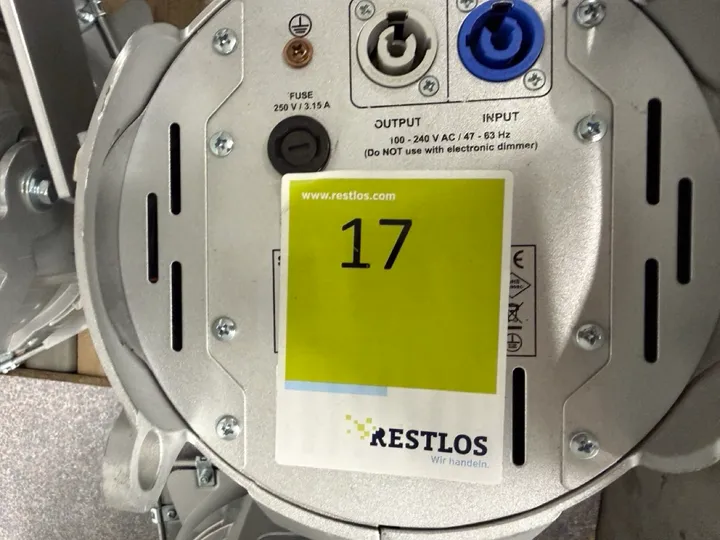 FUSE
250 V / 3.15 A
OUTPUT
INPUT
100 - 240 V AC / 47 - 63 Hz
(Do NOT use with electronic dimmer)
www.restlos.com
17
CE
RESTLOS
Wir handeln.